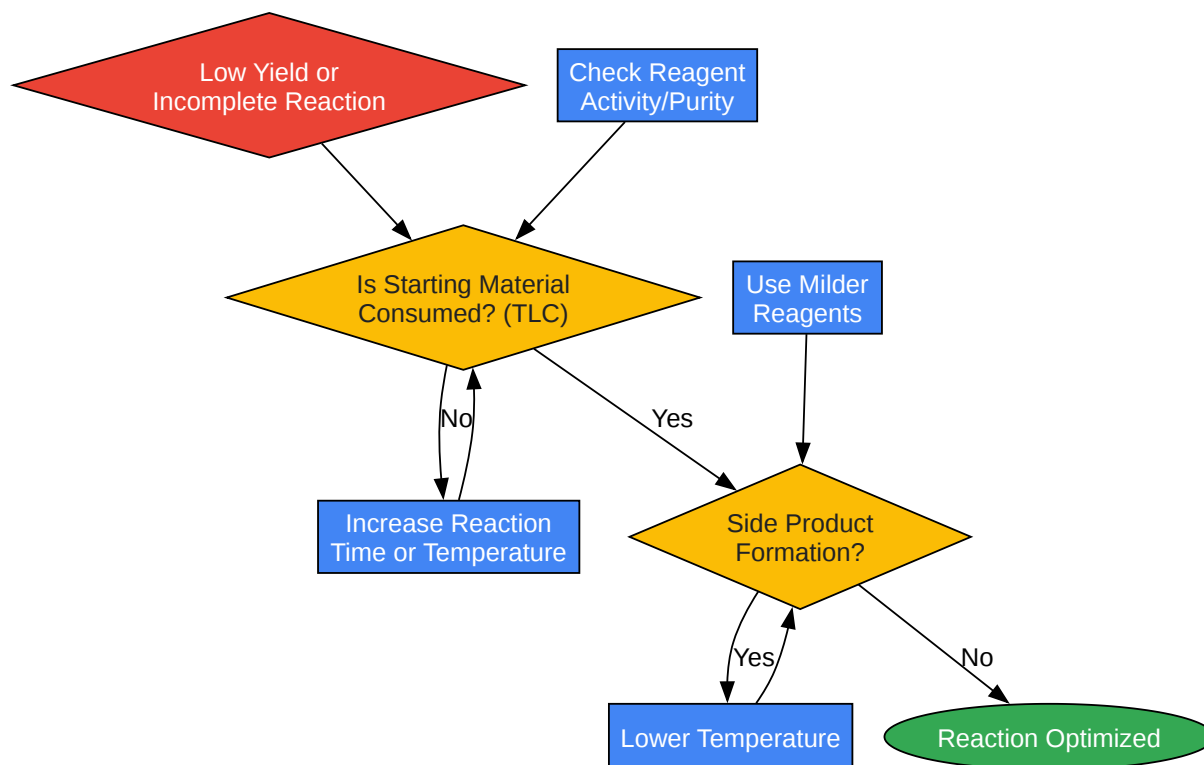 Low Yield or
Incomplete Reaction
Check Reagent
Activity/Purity
Is Starting Material
Consumed? (TLC)
Use Milder
Reagents
No
Yes
Increase Reaction
Time or Temperature
Side Product
Formation?
Yes
No
Lower Temperature
Reaction Optimized